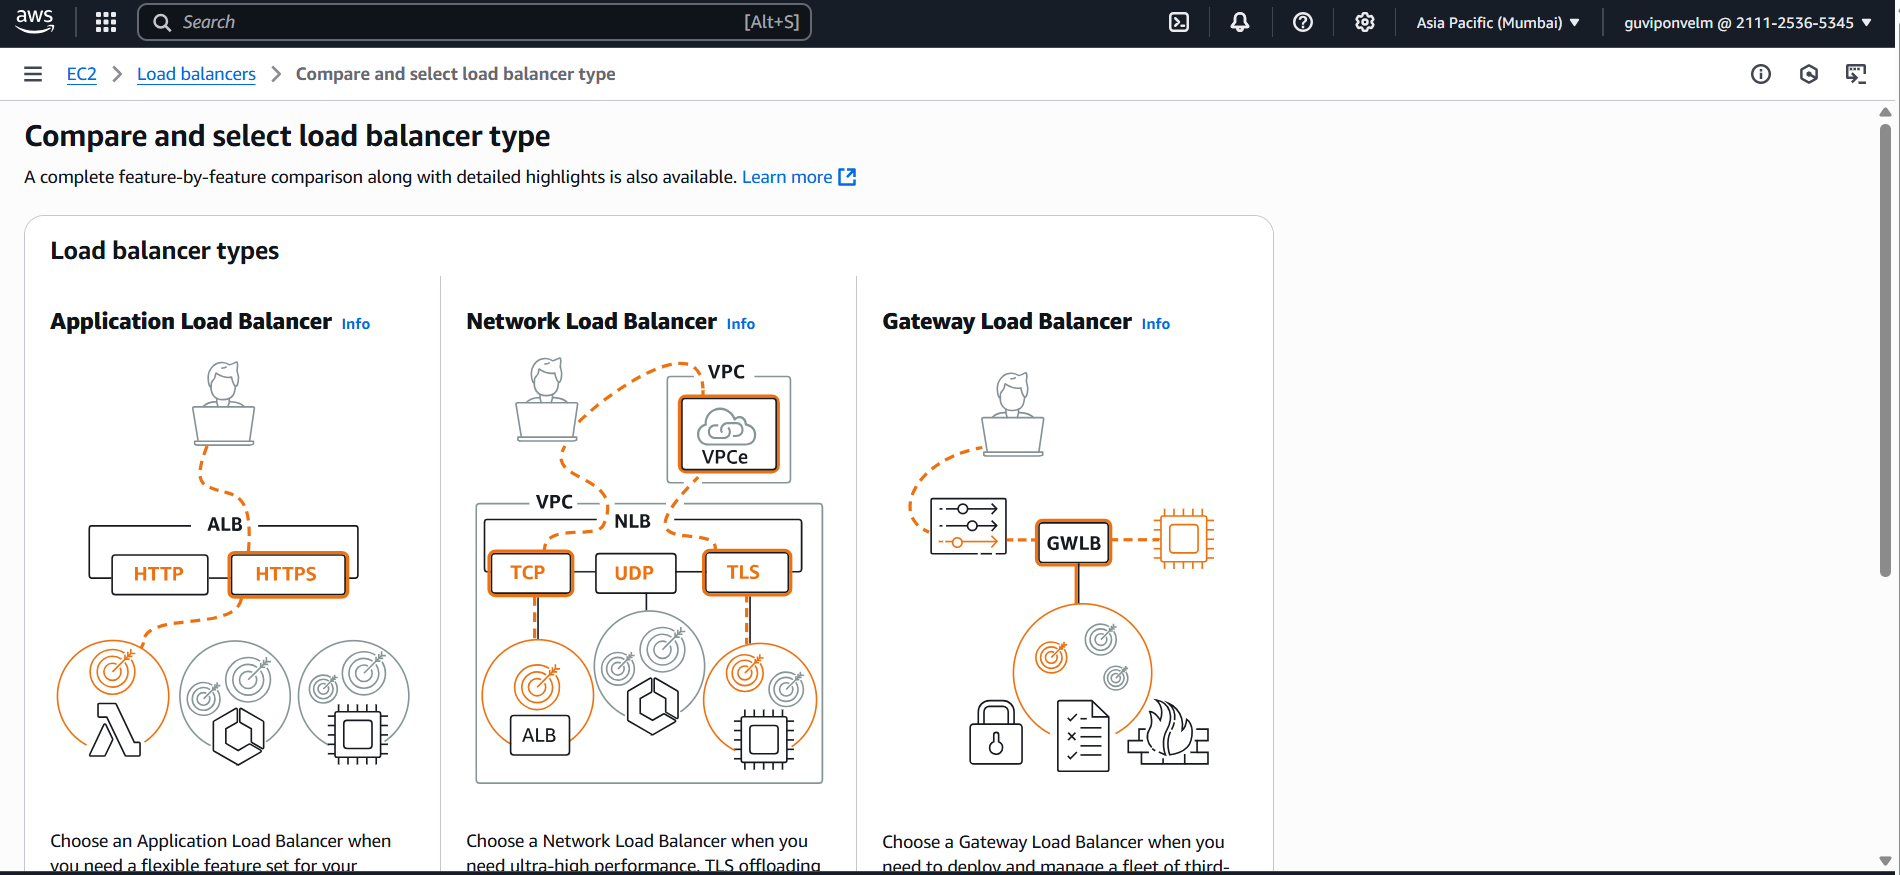 aws
Search [Alt+S]
Asia Pacific (Mumbai)
guviponvelm @ 2111-2536-5345
EC2 Load balancers Compare and select load balancer type
Compare and select load balancer type
A complete feature-by-feature comparison along with detailed highlights is also available. Learn more
Load balancer types
Application Load Balancer Info
ALB
HTTP HTTPS
Choose an Application Load Balancer when
you need a flexible feature set for your
Network Load Balancer Info
VPC
VPCe
VPC
NLB
TCP UDP TLS
ALB
Choose a Network Load Balancer when you
need ultra-high performance, TLS offloading
Gateway Load Balancer Info
GWLB
Choose a Gateway Load Balancer when you
need to deploy and manage a fleet of third-